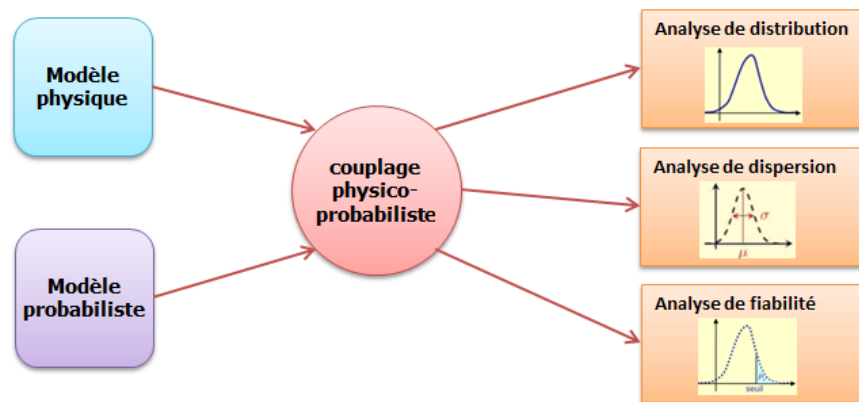 Modèle
physique
Modèle
probabiliste
couplage
physico-
probabiliste
Analyse de distribution
Analyse de dispersion
σ
μ
Analyse de fiabilité
seuil